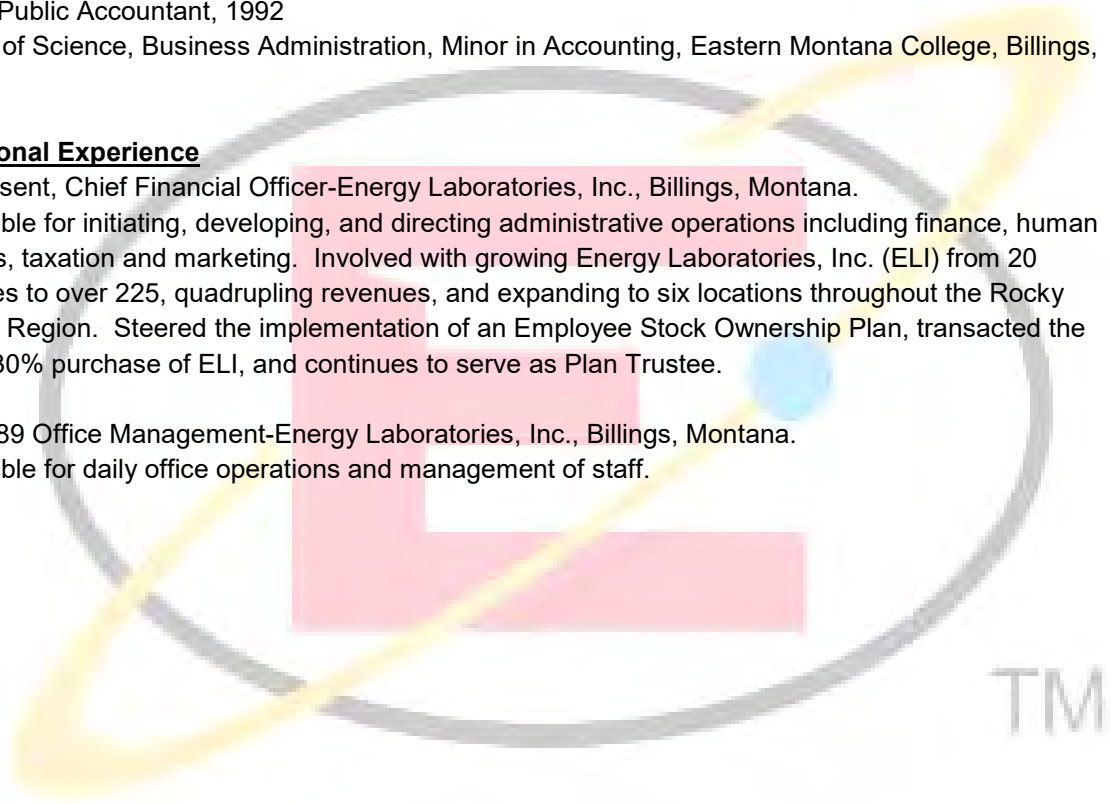 Public Accountant, 1992
of Science, Business Administration, Minor in Accounting, Eastern Montana College, Billings,
onal Experience
sent, Chief Financial Officer-Energy Laboratories, Inc., Billings, Montana.
ble for initiating, developing, and directing administrative operations including finance, human
s, taxation and marketing. Involved with growing Energy Laboratories, Inc. (ELI) from 20
es to over 225, quadrupling revenues, and expanding to six locations throughout the Rocky
Region. Steered the implementation of an Employee Stock Ownership Plan, transacted the
30% purchase of ELI, and continues to serve as Plan Trustee.
89 Office Management-Energy Laboratories, Inc., Billings, Montana.
ble for daily office operations and management of staff.
E
TM